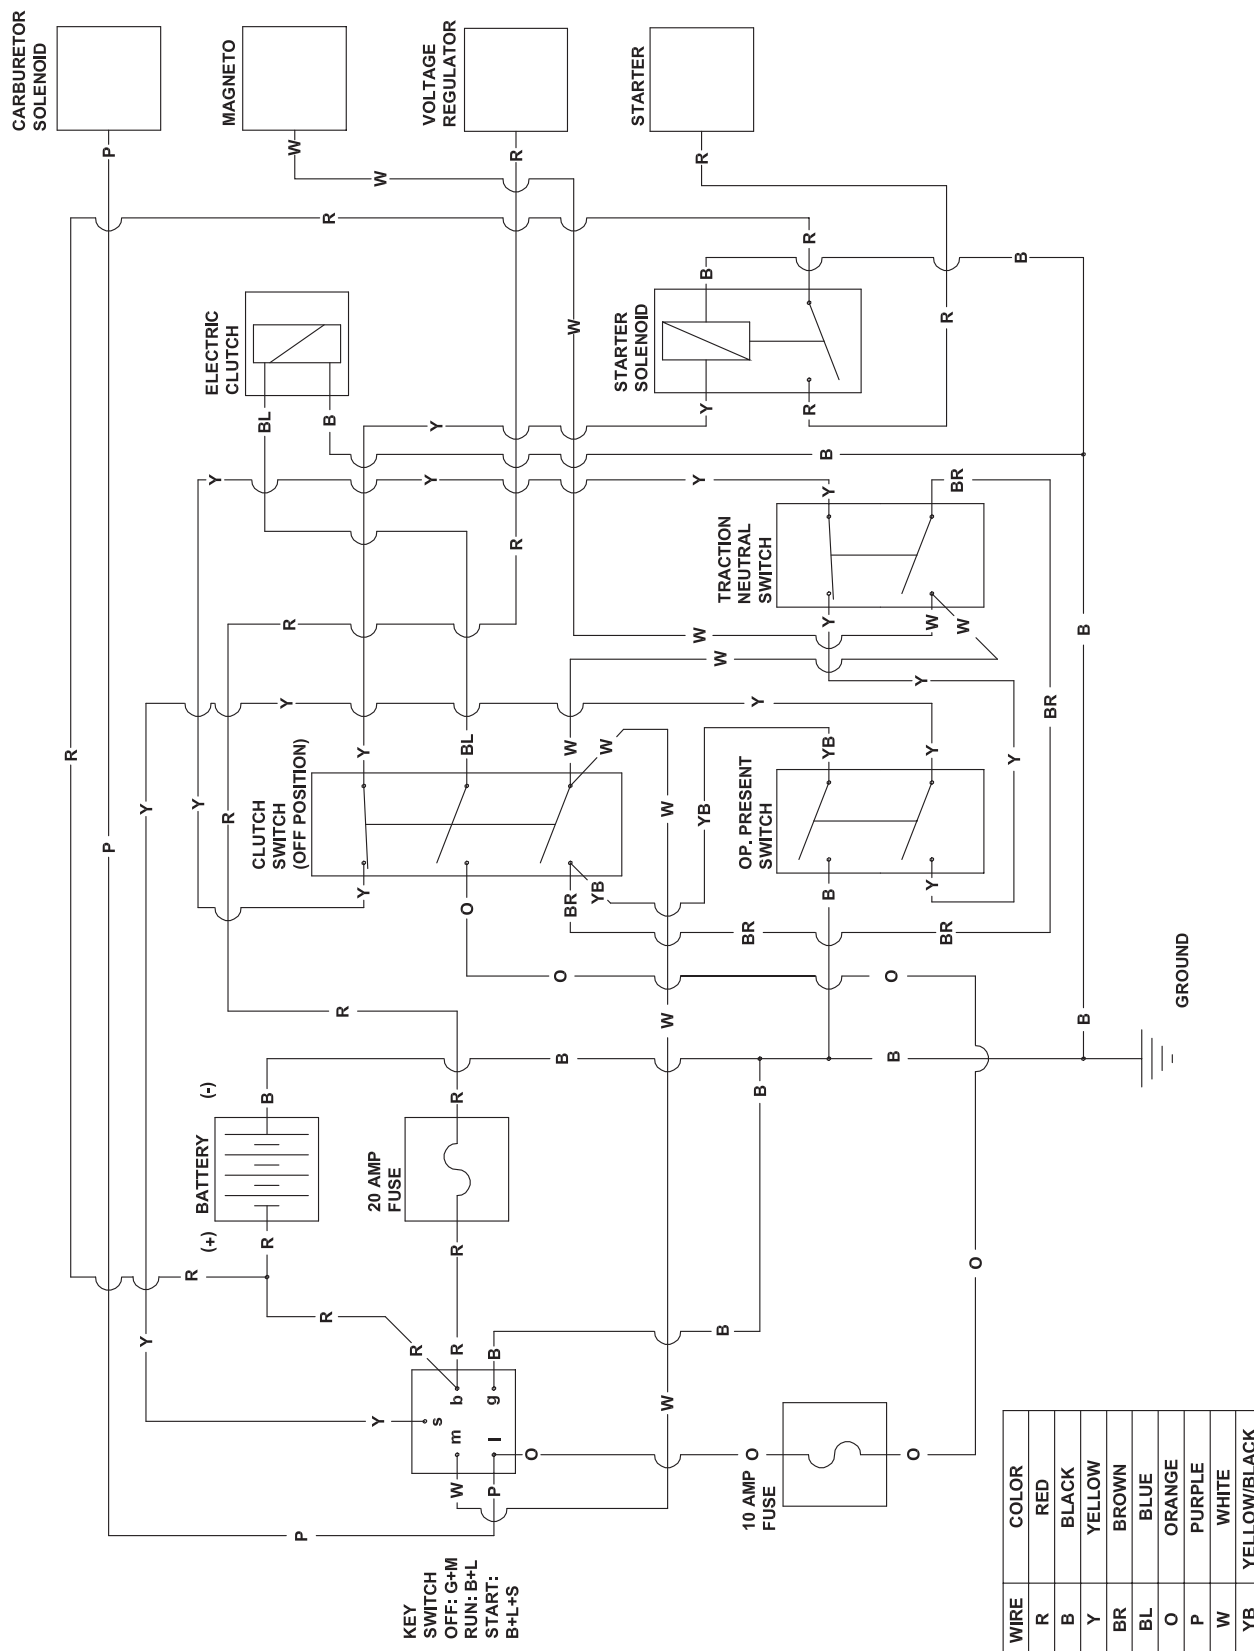 CARBURETOR
SOLENOID
R
P
P
Y
Y
R
Y
(+)
BATTERY
(-)
ELECTRIC
CLUTCH
Y
MAGNETO
R
CLUTCH
SWITCH
(OFF POSITION)
R
B
BL
Y
R
W
P
R
B
R
R
20 AMP
FUSE
Y
Y
Y
W
KEY
SWITCH
OFF: G+M
RUN: B+L
START:
B+L+S
R
VOLTAGE
REGULATOR
Y
Y
s
W
m
b
R
R
R
P
l
g
B
O
BL
R
R
O
O
B
BR
W
W
YB
W
STARTER
STARTER
SOLENOID
W
W
W
W
W
Y
YB
Y
R
B
W
B
TRACTION
NEUTRAL
SWITCH
10 AMP
FUSE
O
B
BR
OP. PRESENT
SWITCH
Y
R
R
B
YB
Y
Y
B
O
B
O
Y
Y
W
Y
BR
R
BR
W
O
WIRE COLOR
Y
B
R RED
BR
B BLACK
B
B
Y YELLOW
BR BROWN
BL BLUE
O ORANGE
GROUND
P PURPLE
W WHITE
YB YELLOW/BLACK